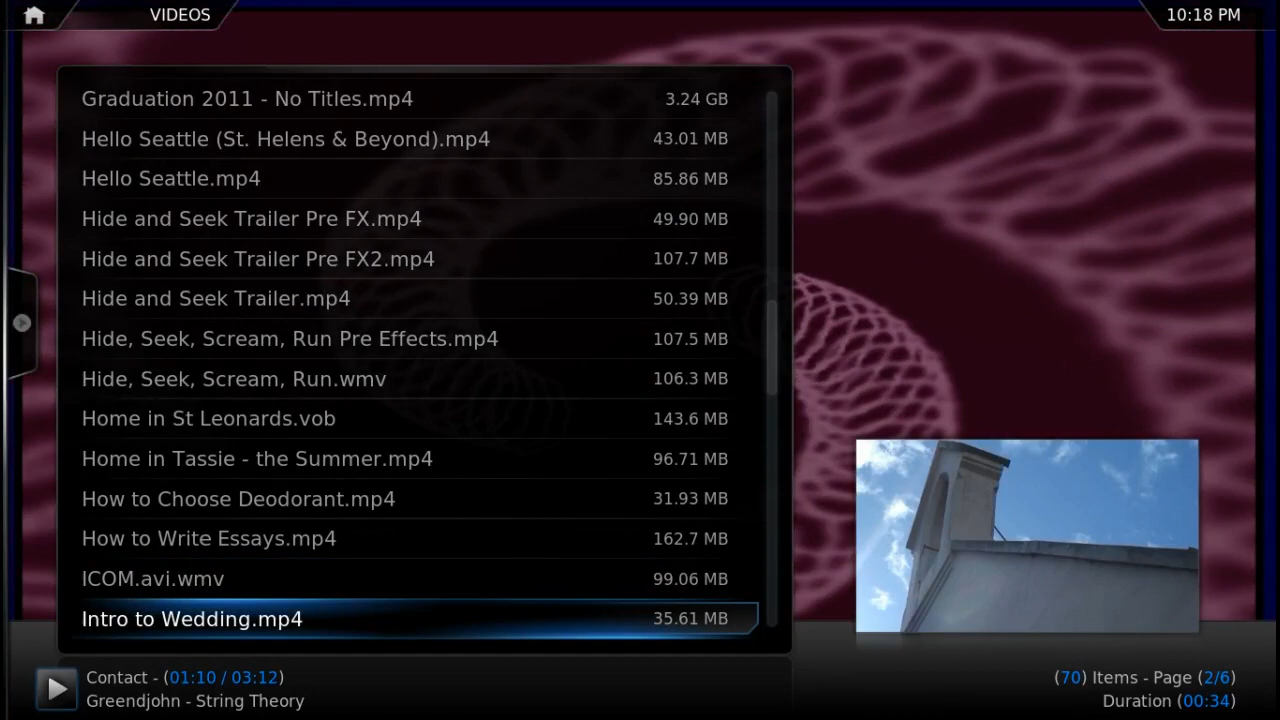 VIDEOS
10:18 PM
Graduation 2011 - No Titles.mp4 3.24 GB
Hello Seattle (St. Helens & Beyond).mp4 43.01 MB
Hello Seattle.mp4 85.86 MB
Hide and Seek Trailer Pre FX.mp4 49.90 MB
Hide and Seek Trailer Pre FX2.mp4 107.7 MB
Hide and Seek Trailer.mp4 50.39 MB
Hide, Seek, Scream, Run Pre Effects.mp4 107.5 MB
Hide, Seek, Scream, Run.wmv 106.3 MB
Home in St Leonards.vob 143.6 MB
Home in Tassie - the Summer.mp4 96.71 MB
How to Choose Deodorant.mp4 31.93 MB
How to Write Essays.mp4 162.7 MB
ICOM.avi.wmv 99.06 MB
Intro to Wedding.mp4 35.61 MB
Contact - (01:10 / 03:12)
Greendjohn - String Theory
(70) Items - Page (2/6)
Duration (00:34)